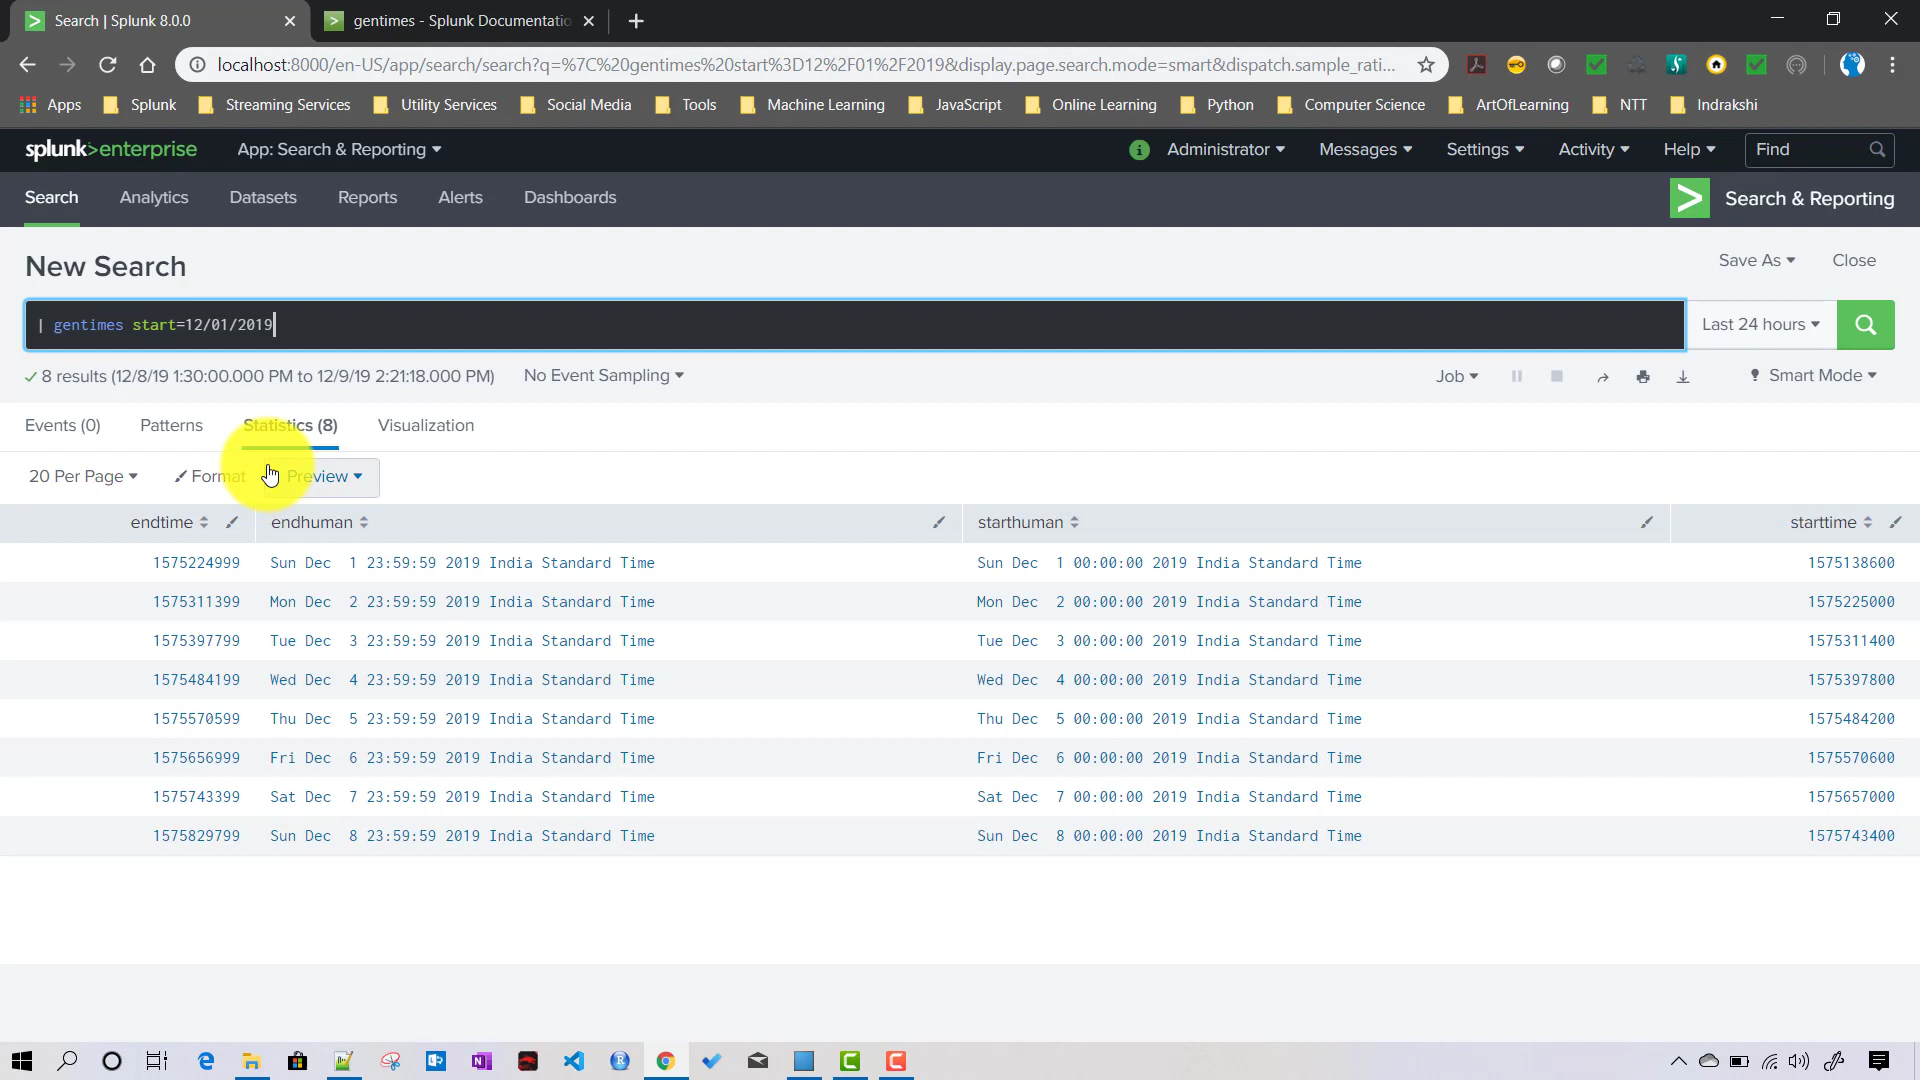 Search | Splunk 8.0.0
gentimes - Splunk Documentatio
localhost:8000/en-US/app/search/search?q=%7C%20gentimes%20start%3D12%2F01%2F2019&display.page.search.mode=smart&dispatch.sample_rati...
Apps Splunk Streaming Services Utility Services Social Media Tools Machine Learning JavaScript Online Learning Python Computer Science ArtOfLearning NTT Indrakshi
splunk>enterprise App: Search & Reporting Administrator Messages Settings Activity Help Find
Search Analytics Datasets Reports Alerts Dashboards Search & Reporting
New Search Save As Close
| gentimes start=12/01/2019 Last 24 hours
8 results (12/8/19 1:30:00.000 PM to 12/9/19 2:21:18.000 PM) No Event Sampling Job Smart Mode
Events (0) Patterns Statistics (8) Visualization
20 Per Page Format Preview
endtime endhuman starthuman starttime
1575224999 Sun Dec 1 23:59:59 2019 India Standard Time Sun Dec 1 00:00:00 2019 India Standard Time 1575138600
1575311399 Mon Dec 2 23:59:59 2019 India Standard Time Mon Dec 2 00:00:00 2019 India Standard Time 1575225000
1575397799 Tue Dec 3 23:59:59 2019 India Standard Time Tue Dec 3 00:00:00 2019 India Standard Time 1575311400
1575484199 Wed Dec 4 23:59:59 2019 India Standard Time Wed Dec 4 00:00:00 2019 India Standard Time 1575397800
1575570599 Thu Dec 5 23:59:59 2019 India Standard Time Thu Dec 5 00:00:00 2019 India Standard Time 1575484200
1575656999 Fri Dec 6 23:59:59 2019 India Standard Time Fri Dec 6 00:00:00 2019 India Standard Time 1575570600
1575743399 Sat Dec 7 23:59:59 2019 India Standard Time Sat Dec 7 00:00:00 2019 India Standard Time 1575657000
1575829799 Sun Dec 8 23:59:59 2019 India Standard Time Sun Dec 8 00:00:00 2019 India Standard Time 1575743400